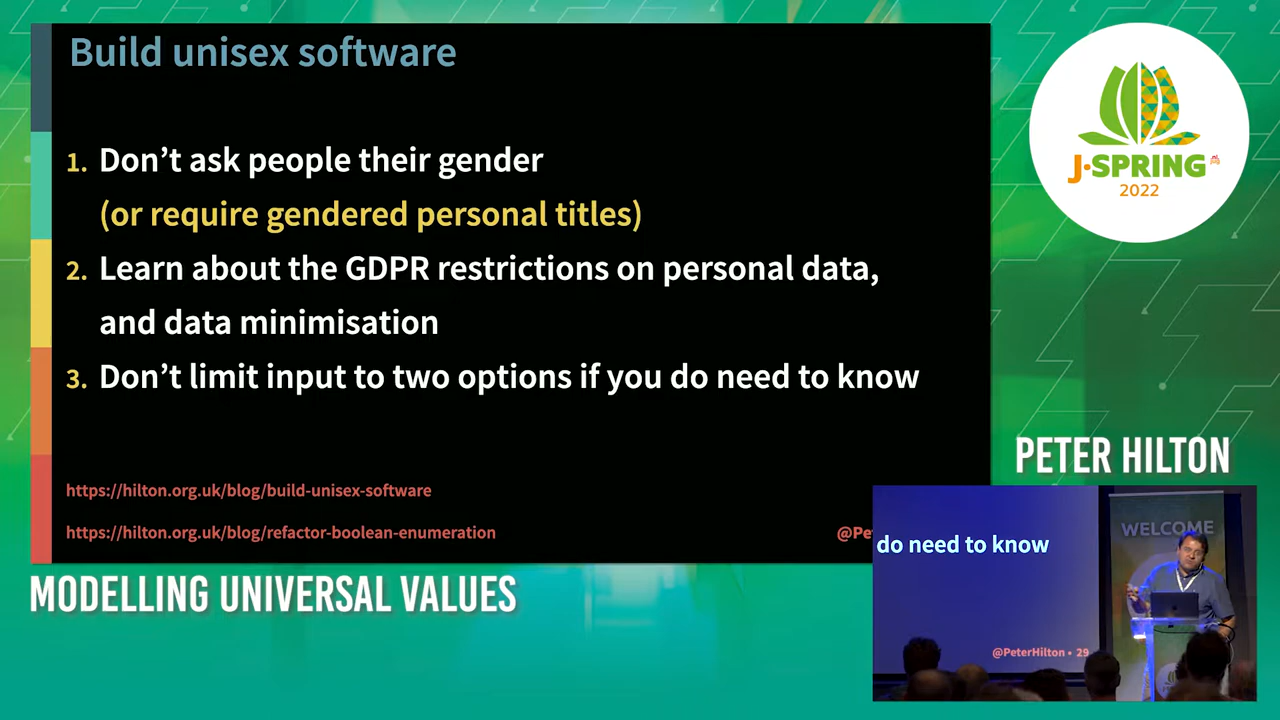 Build unisex software
1. Don’t ask people their gender
(or require gendered personal titles)
2. Learn about the GDPR restrictions on personal data,
and data minimisation
3. Don’t limit input to two options if you do need to know
https://hilton.org.uk/blog/build-unisex-software
https://hilton.org.uk/blog/refactor-boolean-enumeration
@Pe
J·SPRING
2022
PETER HILTON
do need to know
@PeterHilton • 29
WELCOME
MODELLING UNIVERSAL VALUES